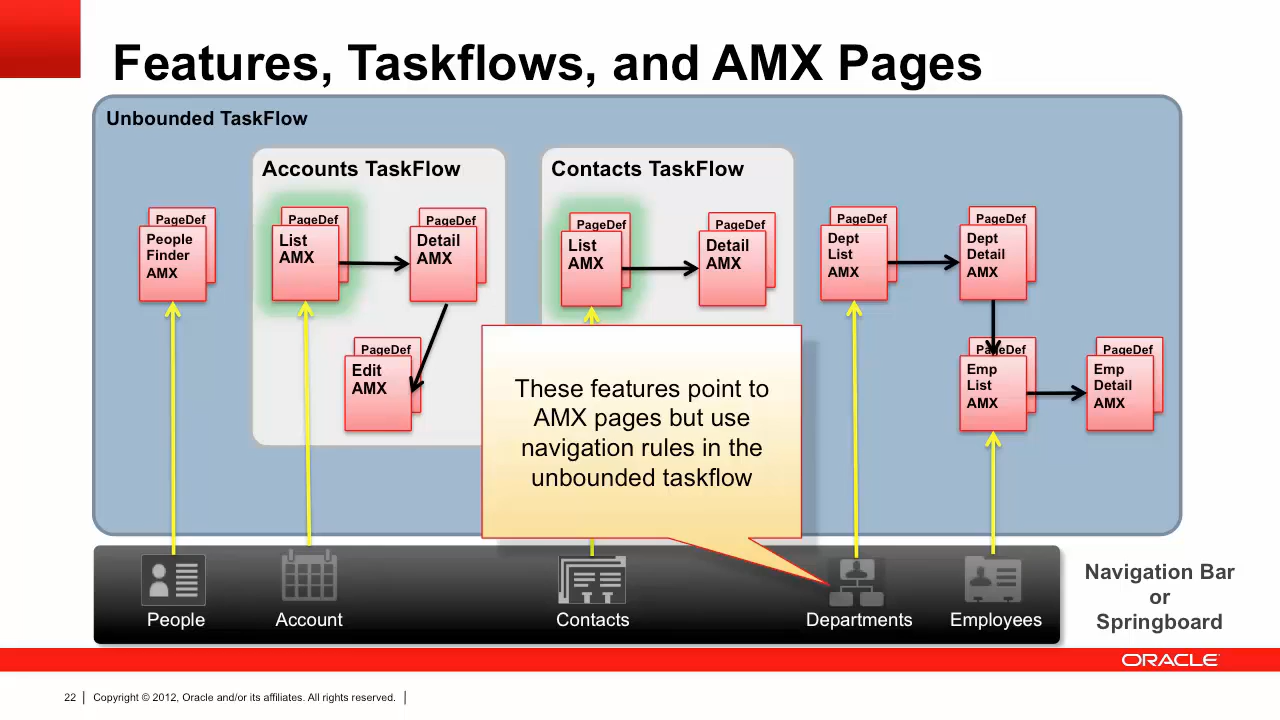 Features, Taskflows, and AMX Pages
Unbounded TaskFlow
Accounts TaskFlow
Contacts TaskFlow
PageDef
People
Finder
AMX
PageDef
List
AMX
PageDef
Detail
AMX
PageDef
Edit
AMX
PageDef
List
AMX
PageDef
Detail
AMX
PageDef
Dept
List
AMX
PageDef
Dept
Detail
AMX
PageDef
Emp
List
AMX
PageDef
Emp
Detail
AMX
These features point to
AMX pages but use
navigation rules in the
unbounded taskflow
People
Account
Contacts
Departments
Employees
Navigation Bar
or
Springboard
ORACLE
22 | Copyright © 2012, Oracle and/or its affiliates. All rights reserved. |